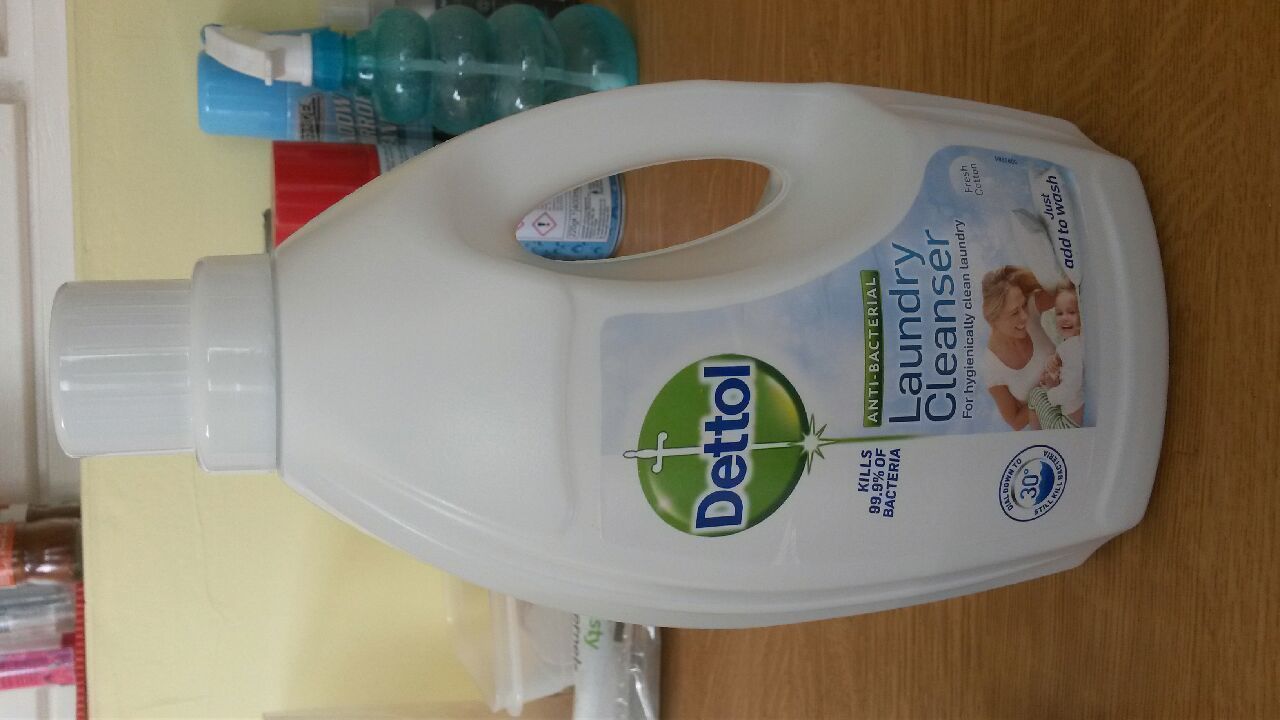 Dettol
KILLS
99.9% OF
BACTERIA
ANTI-BACTERIAL
Laundry
Cleanser
For hygienically clean laundry
Fresh
Cotton
Just
add to wash
DIAL DOWN TO
30°
STILL KILL BACTERIA
sty